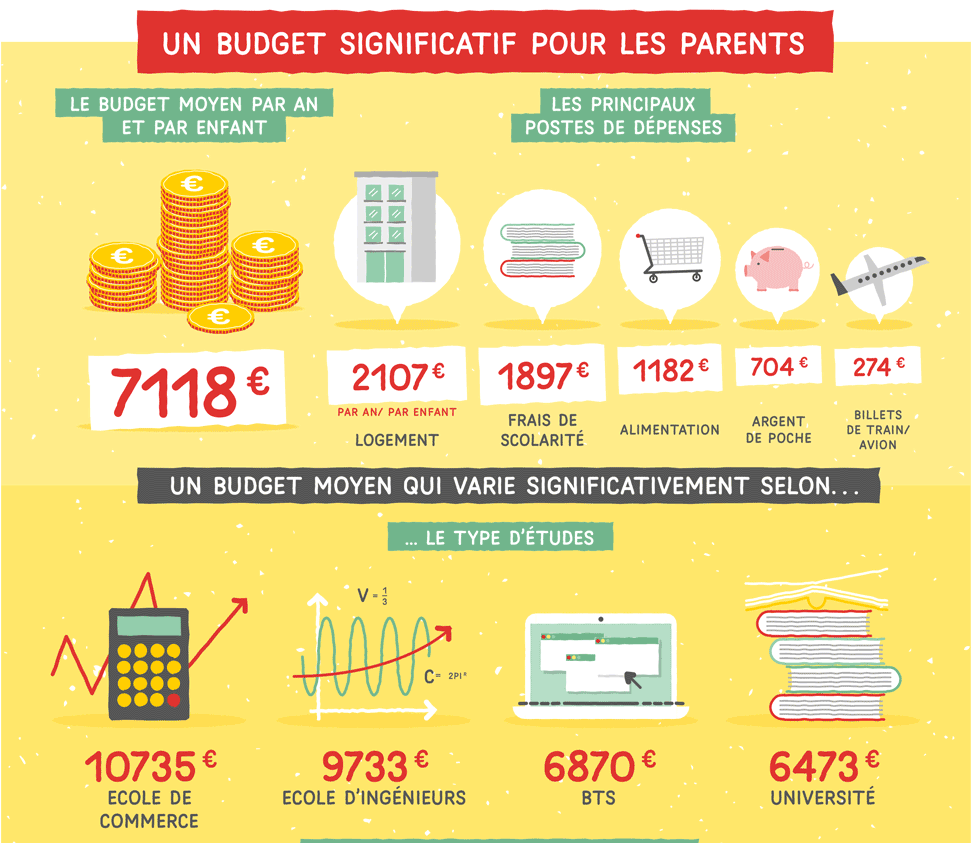 UN BUDGET SIGNIFICATIF POUR LES PARENTS
LE BUDGET MOYEN PAR AN
ET PAR ENFANT
LES PRINCIPAUX
POSTES DE DÉPENSES
€
€
€
€
7118 €
2107 €
PAR AN/ PAR ENFANT
LOGEMENT
1897 €
FRAIS DE
SCOLARITÉ
1182 €
ALIMENTATION
704 €
ARGENT
DE POCHE
274 €
BILLETS
DE TRAIN/
AVION
UN BUDGET MOYEN QUI VARIE SIGNIFICATIVEMENT SELON...
... LE TYPE D'ÉTUDES
V = 1/3
C = 2PI²
10735 €
ECOLE DE
COMMERCE
9733 €
ECOLE D'INGÉNIEURS
6870 €
BTS
6473 €
UNIVERSITÉ